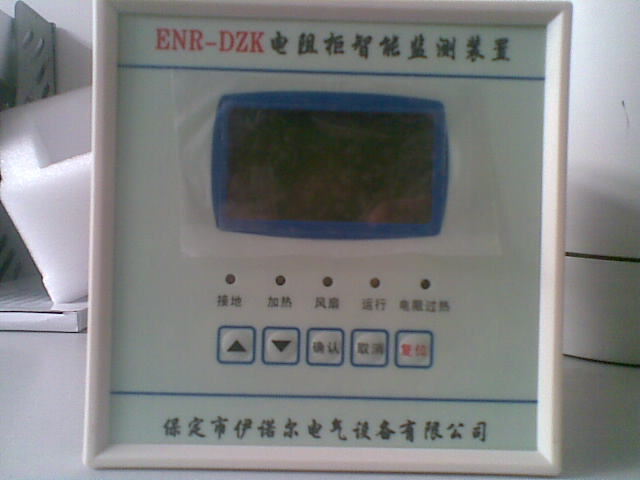 ENR-DZK电阻柜智能监测装置
接地 加热 风扇 运行 电阻过热
确认 取消 复位
保定市伊诺尔电气设备有限公司